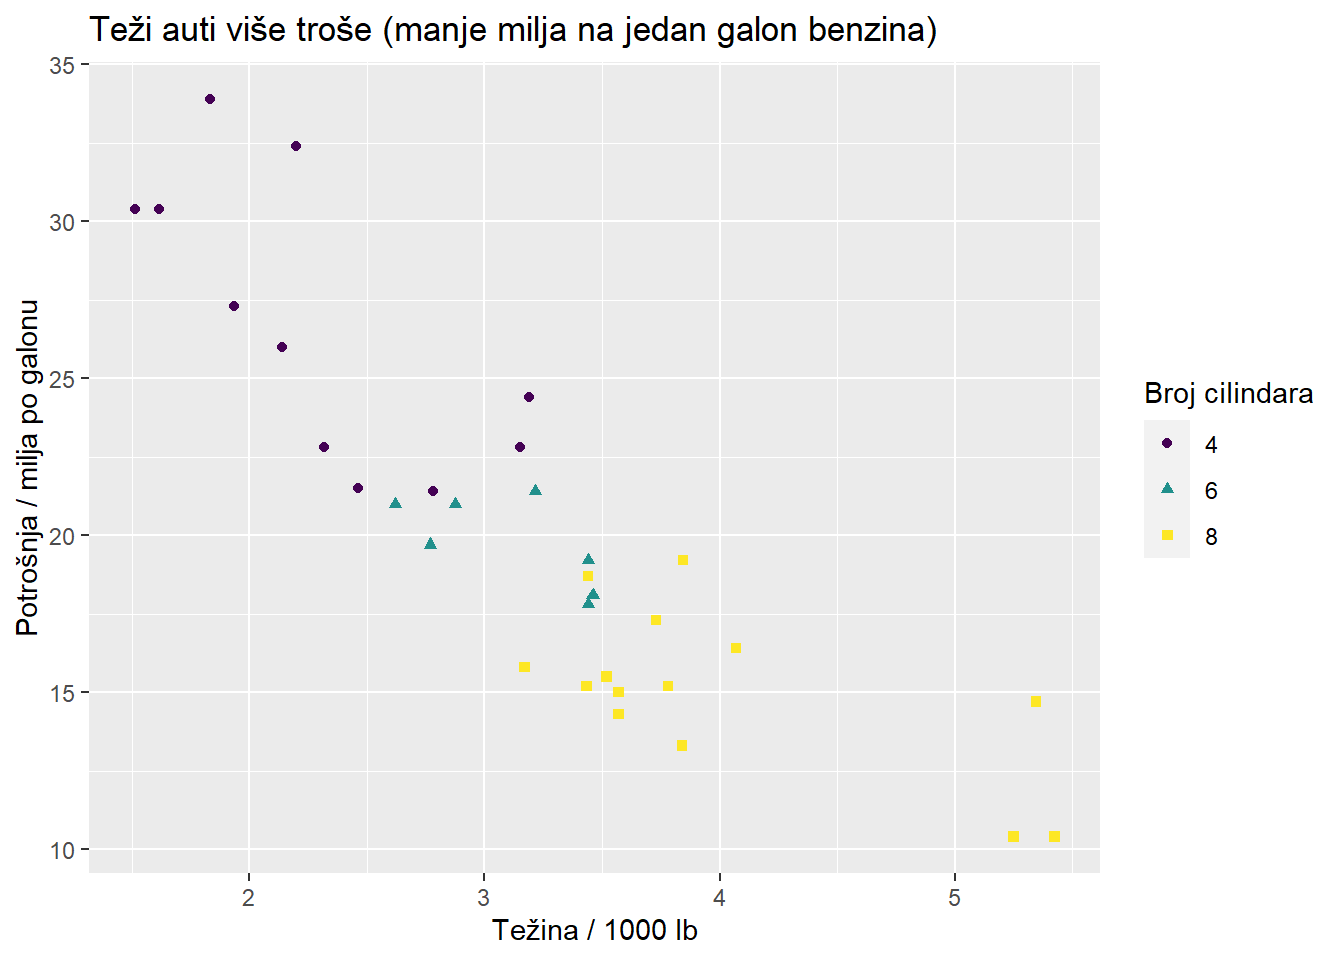 Teži auti više troše (manje milja na jedan galon benzina)
Potrošnja / milja po galonu
35
30
25
20
15
10
2 3 4 5
Težina / 1000 lb
Broj cilindara
4
6
8